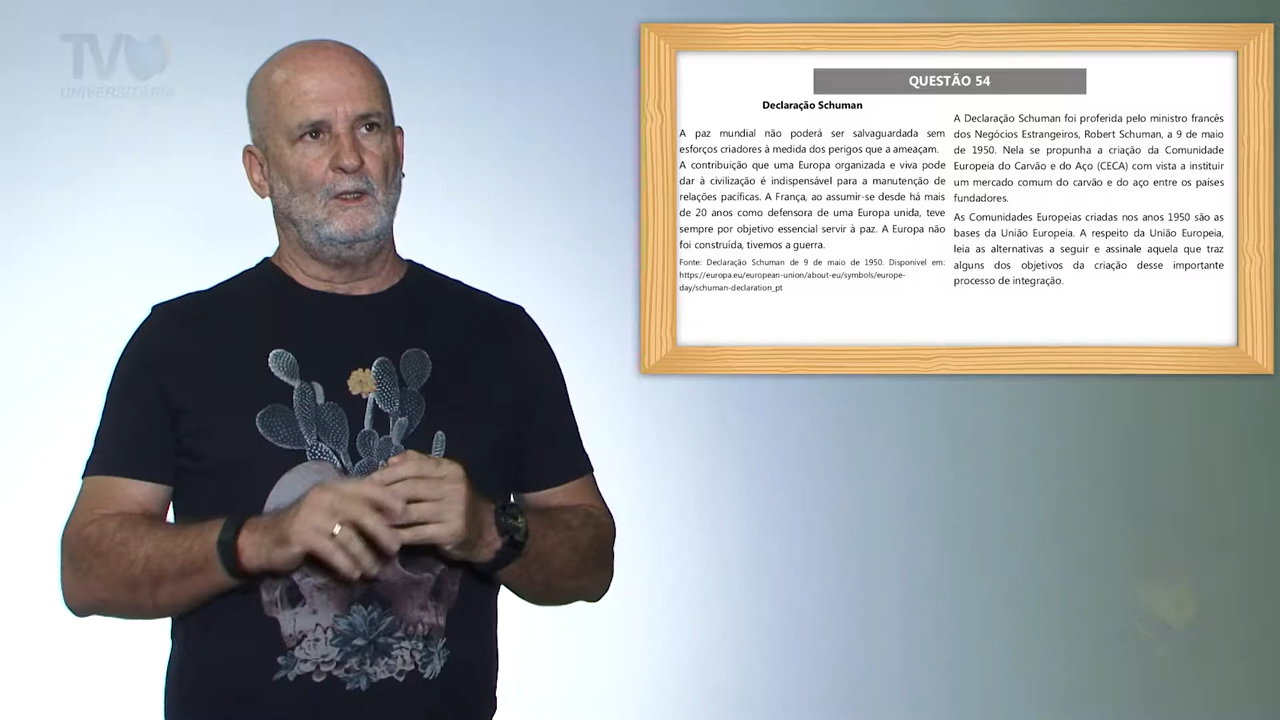 TVU
UNIVERSITÁRIA
QUESTÃO 54
Declaração Schuman
A paz mundial não poderá ser salvaguardada sem
esforços criadores à medida dos perigos que a ameaçam.
A contribuição que uma Europa organizada e viva pode
dar à civilização é indispensável para a manutenção de
relações pacíficas. A França, ao assumir-se desde há mais
de 20 anos como defensora de uma Europa unida, teve
sempre por objetivo essencial servir à paz. A Europa não
foi construída, tivemos a guerra.
Fonte: Declaração Schuman de 9 de maio de 1950. Disponível em:
https://europa.eu/european-union/about-eu/symbols/europe-
day/schuman-declaration_pt
A Declaração Schuman foi proferida pelo ministro francês
dos Negócios Estrangeiros, Robert Schuman, a 9 de maio
de 1950. Nela se propunha a criação da Comunidade
Europeia do Carvão e do Aço (CECA) com vista a instituir
um mercado comum do carvão e do aço entre os países
fundadores.
As Comunidades Europeias criadas nos anos 1950 são as
bases da União Europeia. A respeito da União Europeia,
leia as alternativas a seguir e assinale aquela que traz
alguns dos objetivos da criação desse importante
processo de integração.